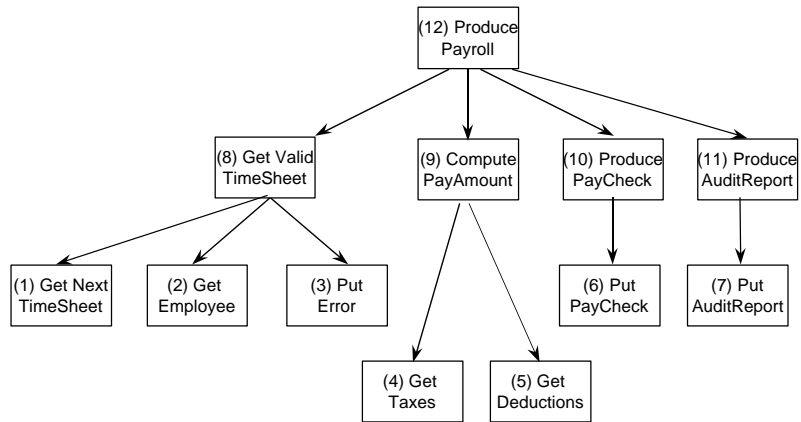 (12) Produce
Payroll
(8) Get Valid
TimeSheet
(9) Compute
PayAmount
(10) Produce
PayCheck
(11) Produce
AuditReport
(1) Get Next
TimeSheet
(2) Get
Employee
(3) Put
Error
(6) Put
PayCheck
(7) Put
AuditReport
(4) Get
Taxes
(5) Get
Deductions